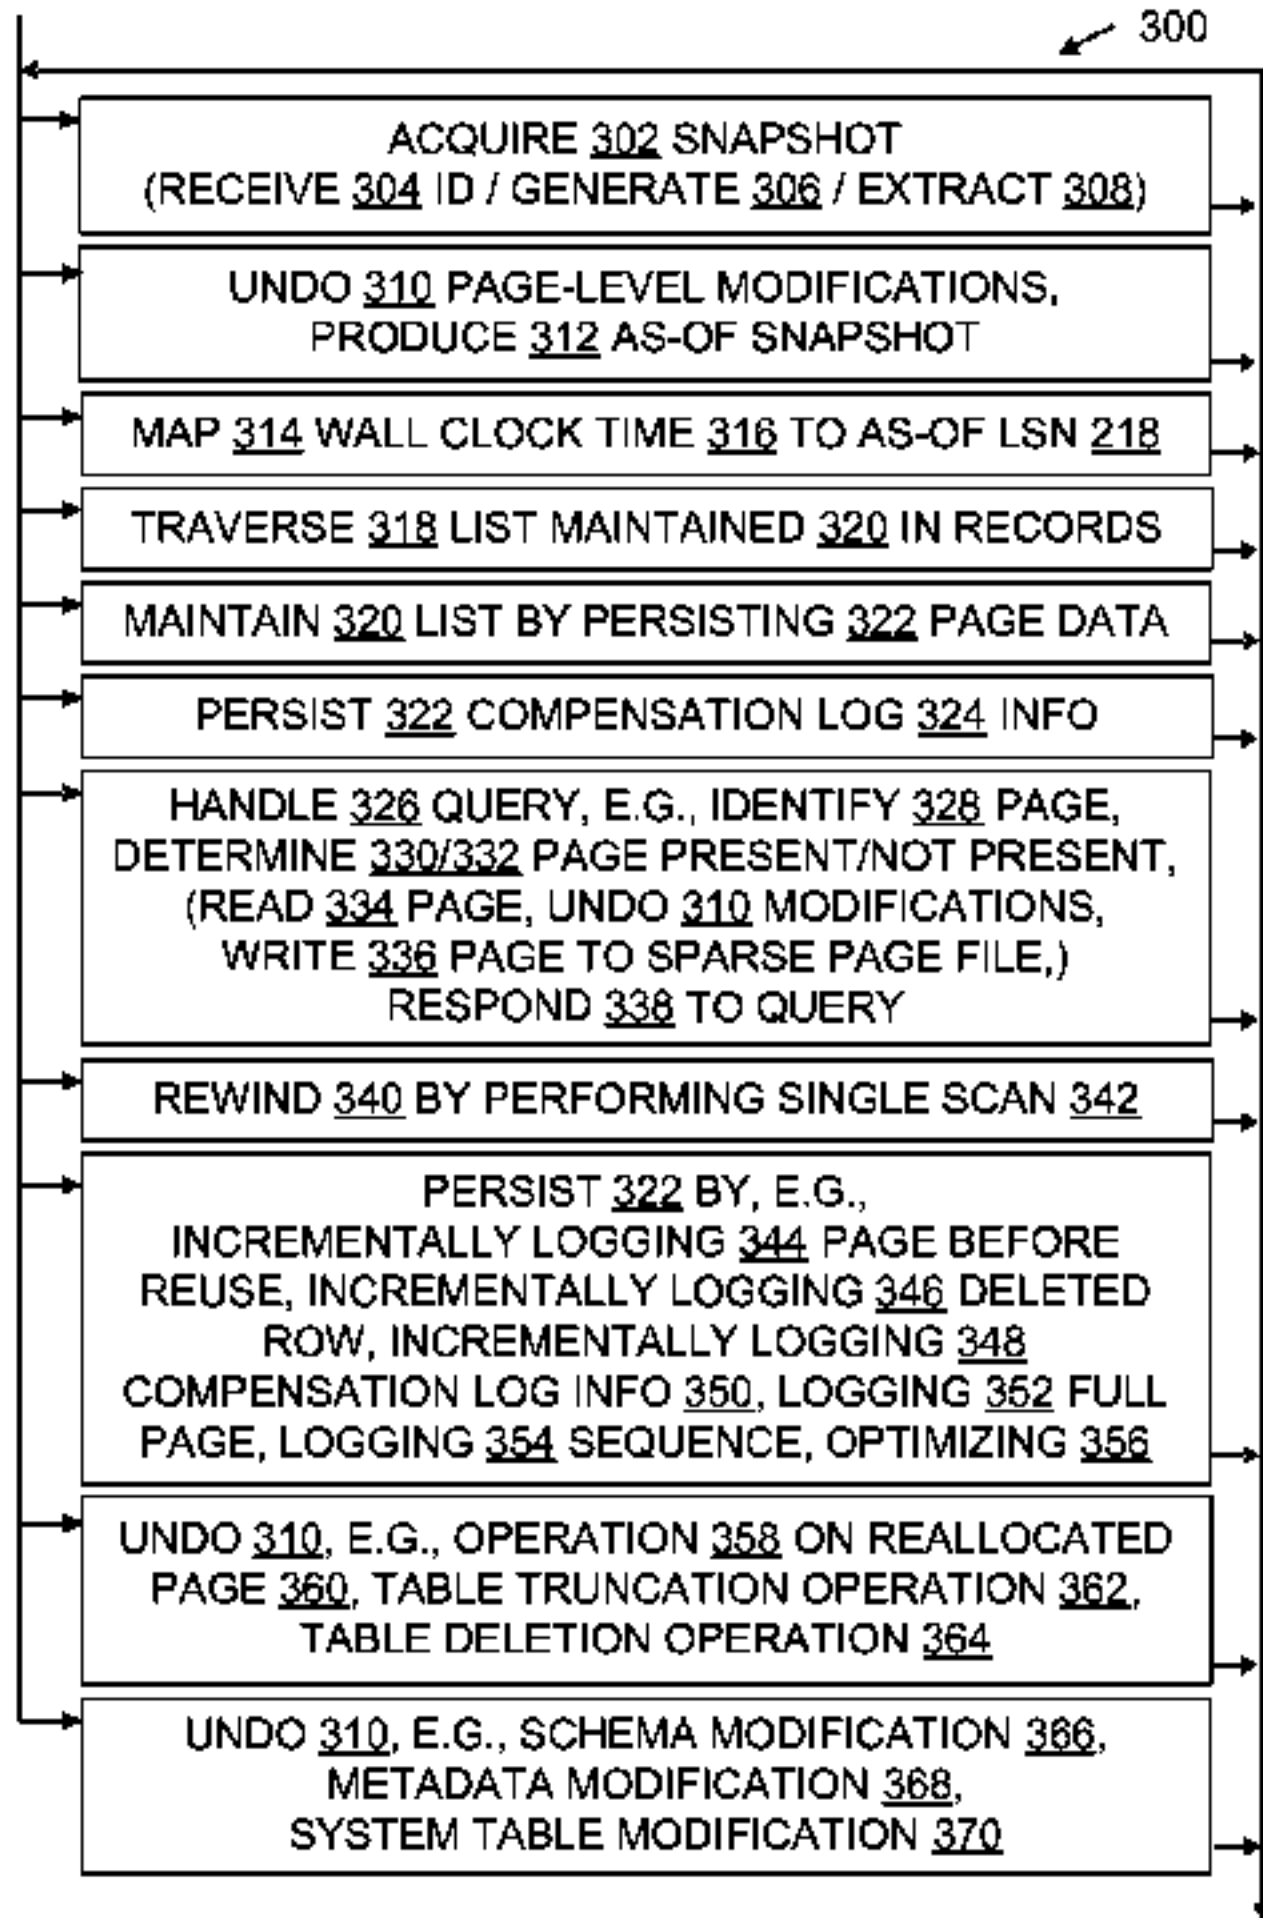 300
ACQUIRE 302 SNAPSHOT
(RECEIVE 304 ID / GENERATE 306 / EXTRACT 308)
UNDO 310 PAGE-LEVEL MODIFICATIONS,
PRODUCE 312 AS-OF SNAPSHOT
MAP 314 WALL CLOCK TIME 316 TO AS-OF LSN 218
TRAVERSE 318 LIST MAINTAINED 320 IN RECORDS
MAINTAIN 320 LIST BY PERSISTING 322 PAGE DATA
PERSIST 322 COMPENSATION LOG 324 INFO
HANDLE 326 QUERY, E.G., IDENTIFY 328 PAGE,
DETERMINE 330/332 PAGE PRESENT/NOT PRESENT,
(READ 334 PAGE, UNDO 310 MODIFICATIONS,
WRITE 336 PAGE TO SPARSE PAGE FILE,)
RESPOND 338 TO QUERY
REWIND 340 BY PERFORMING SINGLE SCAN 342
PERSIST 322 BY, E.G.,
INCREMENTALLY LOGGING 344 PAGE BEFORE
REUSE, INCREMENTALLY LOGGING 346 DELETED
ROW, INCREMENTALLY LOGGING 348
COMPENSATION LOG INFO 350, LOGGING 352 FULL
PAGE, LOGGING 354 SEQUENCE, OPTIMIZING 356
UNDO 310, E.G., OPERATION 358 ON REALLOCATED
PAGE 360, TABLE TRUNCATION OPERATION 362,
TABLE DELETION OPERATION 364
UNDO 310, E.G., SCHEMA MODIFICATION 366,
METADATA MODIFICATION 368,
SYSTEM TABLE MODIFICATION 370